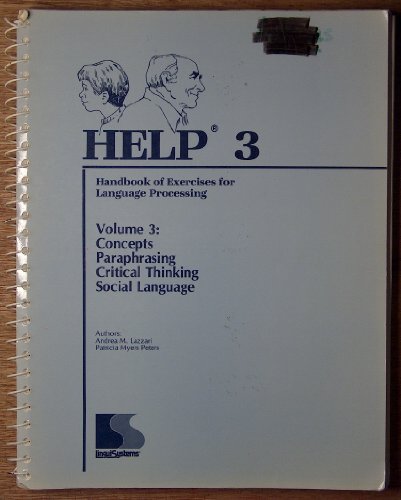 HELP® 3
Handbook of Exercises for
Language Processing
Volume 3:
Concepts
Paraphrasing
Critical Thinking
Social Language
Authors:
Andrea M. Lazzari
Patricia Myers Peters
LinguiSystems®